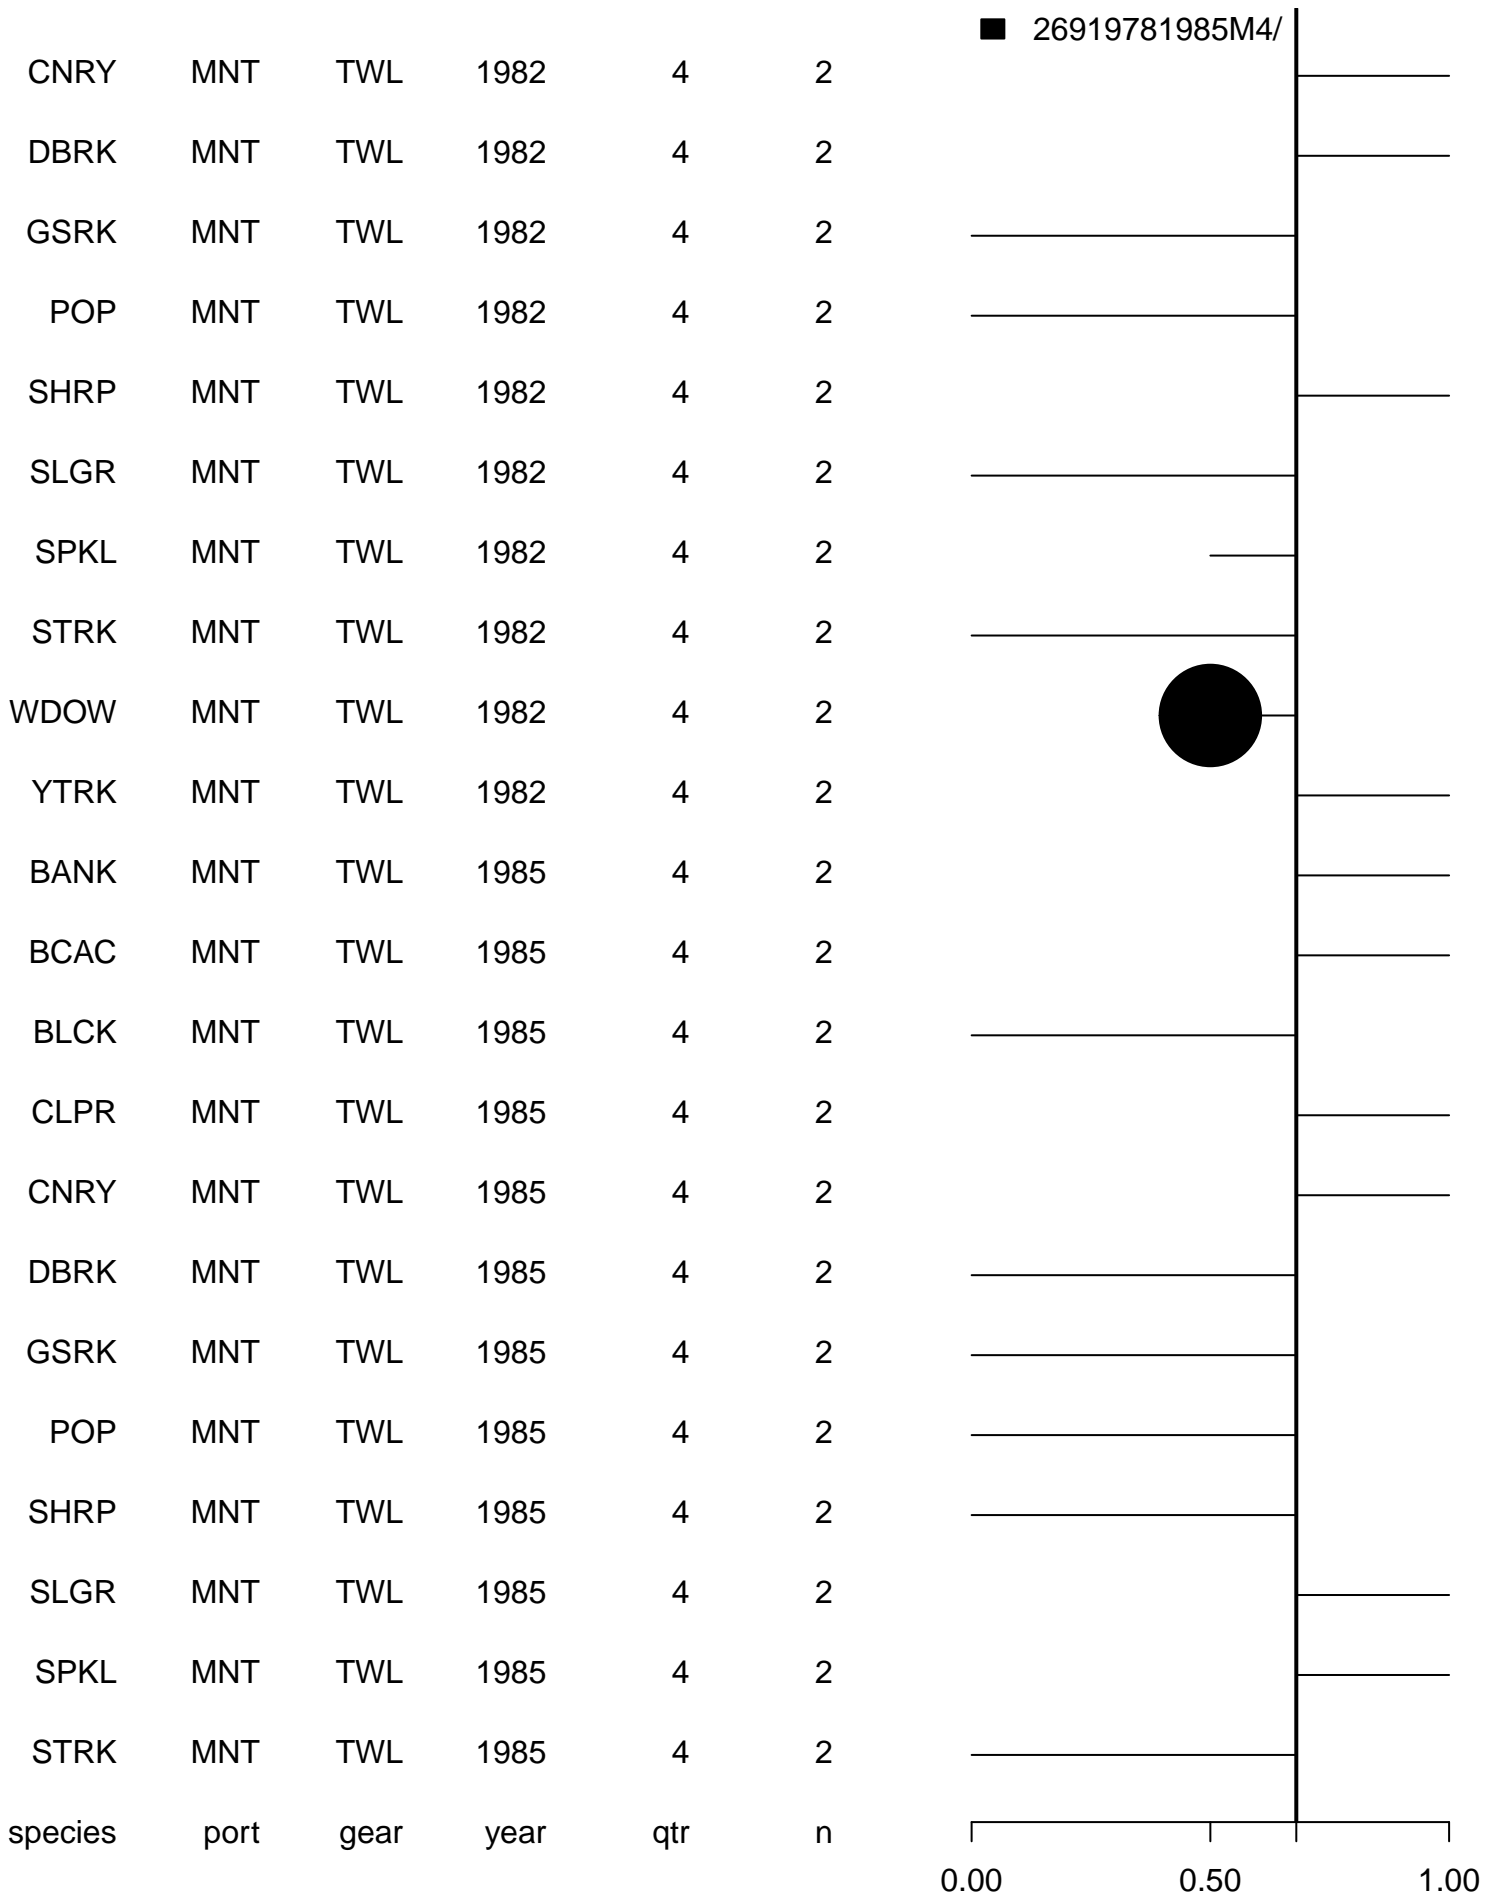 26919781985M4/
CNRY MNT TWL 1982 4 2
DBRK MNT TWL 1982 4 2
GSRK MNT TWL 1982 4 2
POP MNT TWL 1982 4 2
SHRP MNT TWL 1982 4 2
SLGR MNT TWL 1982 4 2
SPKL MNT TWL 1982 4 2
STRK MNT TWL 1982 4 2
WDOW MNT TWL 1982 4 2
YTRK MNT TWL 1982 4 2
BANK MNT TWL 1985 4 2
BCAC MNT TWL 1985 4 2
BLCK MNT TWL 1985 4 2
CLPR MNT TWL 1985 4 2
CNRY MNT TWL 1985 4 2
DBRK MNT TWL 1985 4 2
GSRK MNT TWL 1985 4 2
POP MNT TWL 1985 4 2
SHRP MNT TWL 1985 4 2
SLGR MNT TWL 1985 4 2
SPKL MNT TWL 1985 4 2
STRK MNT TWL 1985 4 2
species port gear year qtr n
0.00 0.50 1.00